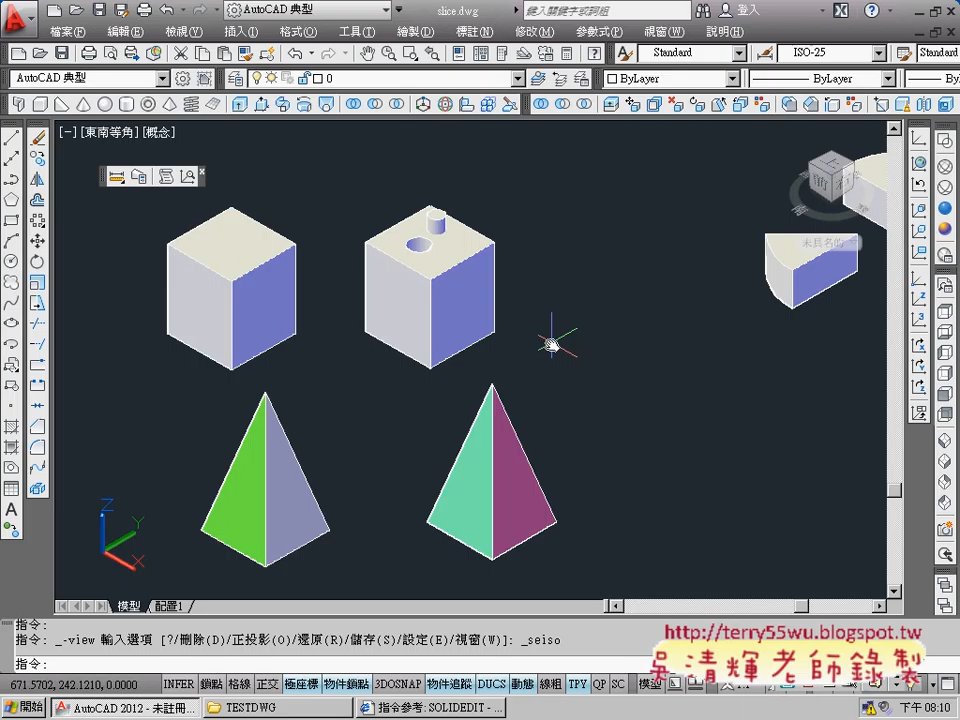 AutoCAD 典型
slice.dwg
鍵入關鍵字或詞組
登入
檔案(F) 編輯(E) 檢視(V) 插入(I) 格式(O) 工具(T) 繪製(D) 標註(N) 修改(M) 參數式(P) 視窗(W) 說明(H)
Standard
ISO-25
Standard
AutoCAD 典型
0
ByLayer
ByLayer
[−] [東南等角] [概念]
前
未具名的
Z
Y
X
模型 配置1
指令:
指令: _-view 輸入選項 [?/刪除(D)/正投影(O)/還原(R)/儲存(S)/設定(E)/視窗(W)]: _seiso
http://terry55wu.blogspot.tw
指令:
吳清輝老師錄製
671.5702, 242.1210, 0.0000
INFER 鎖點 格線 正交 極座標 物件鎖點 3DOSNAP 物件追蹤 DUCS 動態 線粗 TPY QP SC 模型
開始 AutoCAD 2012 - 未註冊... TESTDWG 指令參考: SOLIDEDIT - ... 下午 08:10